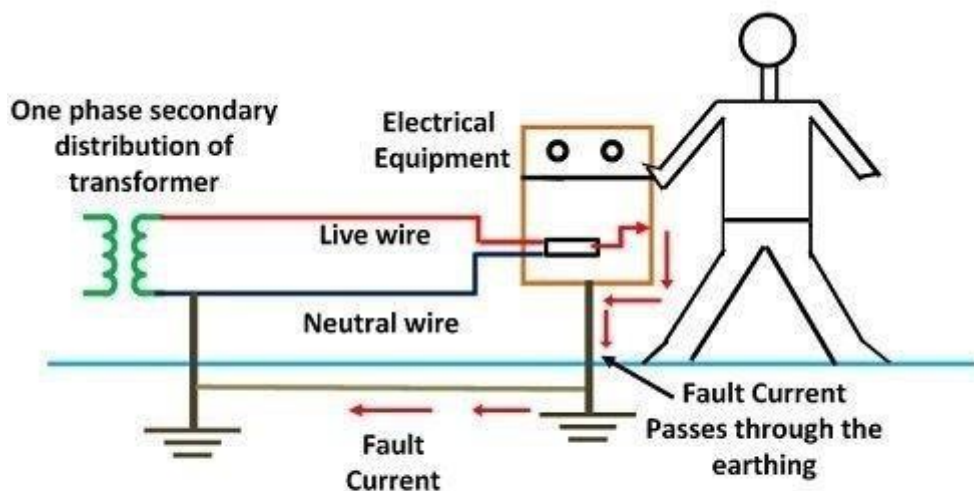 One phase secondary
distribution of
transformer
Electrical
Equipment
Live wire
Neutral wire
Fault Current
Passes through the
earthing
Fault
Current